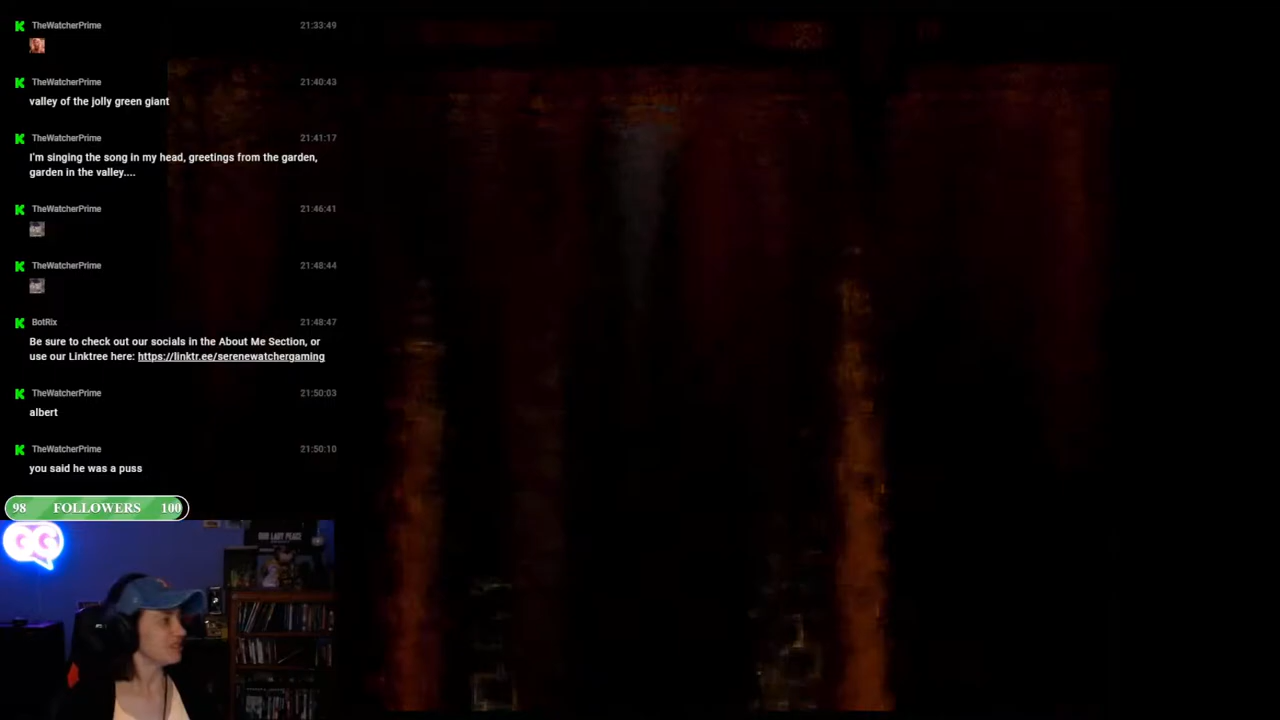 TheWatcherPrime 21:33:49
TheWatcherPrime 21:40:43
valley of the jolly green giant
TheWatcherPrime 21:41:17
I'm singing the song in my head, greetings from the garden,
garden in the valley....
TheWatcherPrime 21:46:41
TheWatcherPrime 21:48:44
BotRix 21:48:47
Be sure to check out our socials in the About Me Section, or
use our Linktree here: https://linktr.ee/serenewatchergaming
TheWatcherPrime 21:50:03
albert
TheWatcherPrime 21:50:10
you said he was a puss
98 FOLLOWERS 100
GG
OUR LADY PEACE